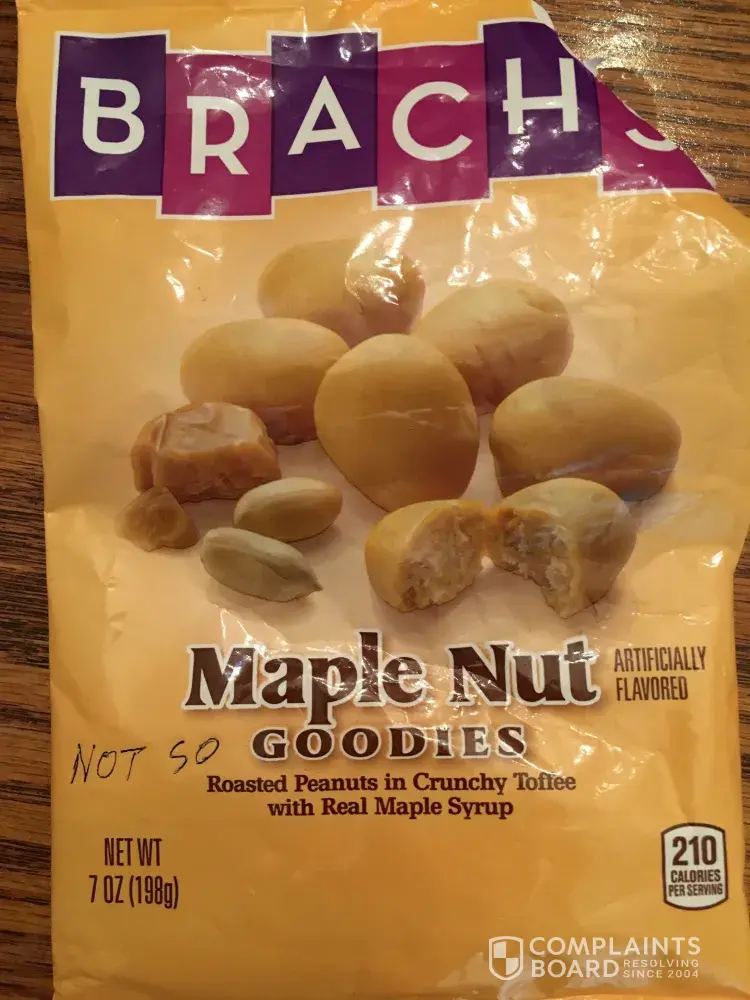 BRACH'S
Maple Nut
ARTIFICIALLY
FLAVORED
NOT SO GOODIES
Roasted Peanuts in Crunchy Toffee
with Real Maple Syrup
NET WT
7 OZ (198g)
210
CALORIES
PER SERVING
COMPLAINTS
BOARD RESOLVING
SINCE 2004